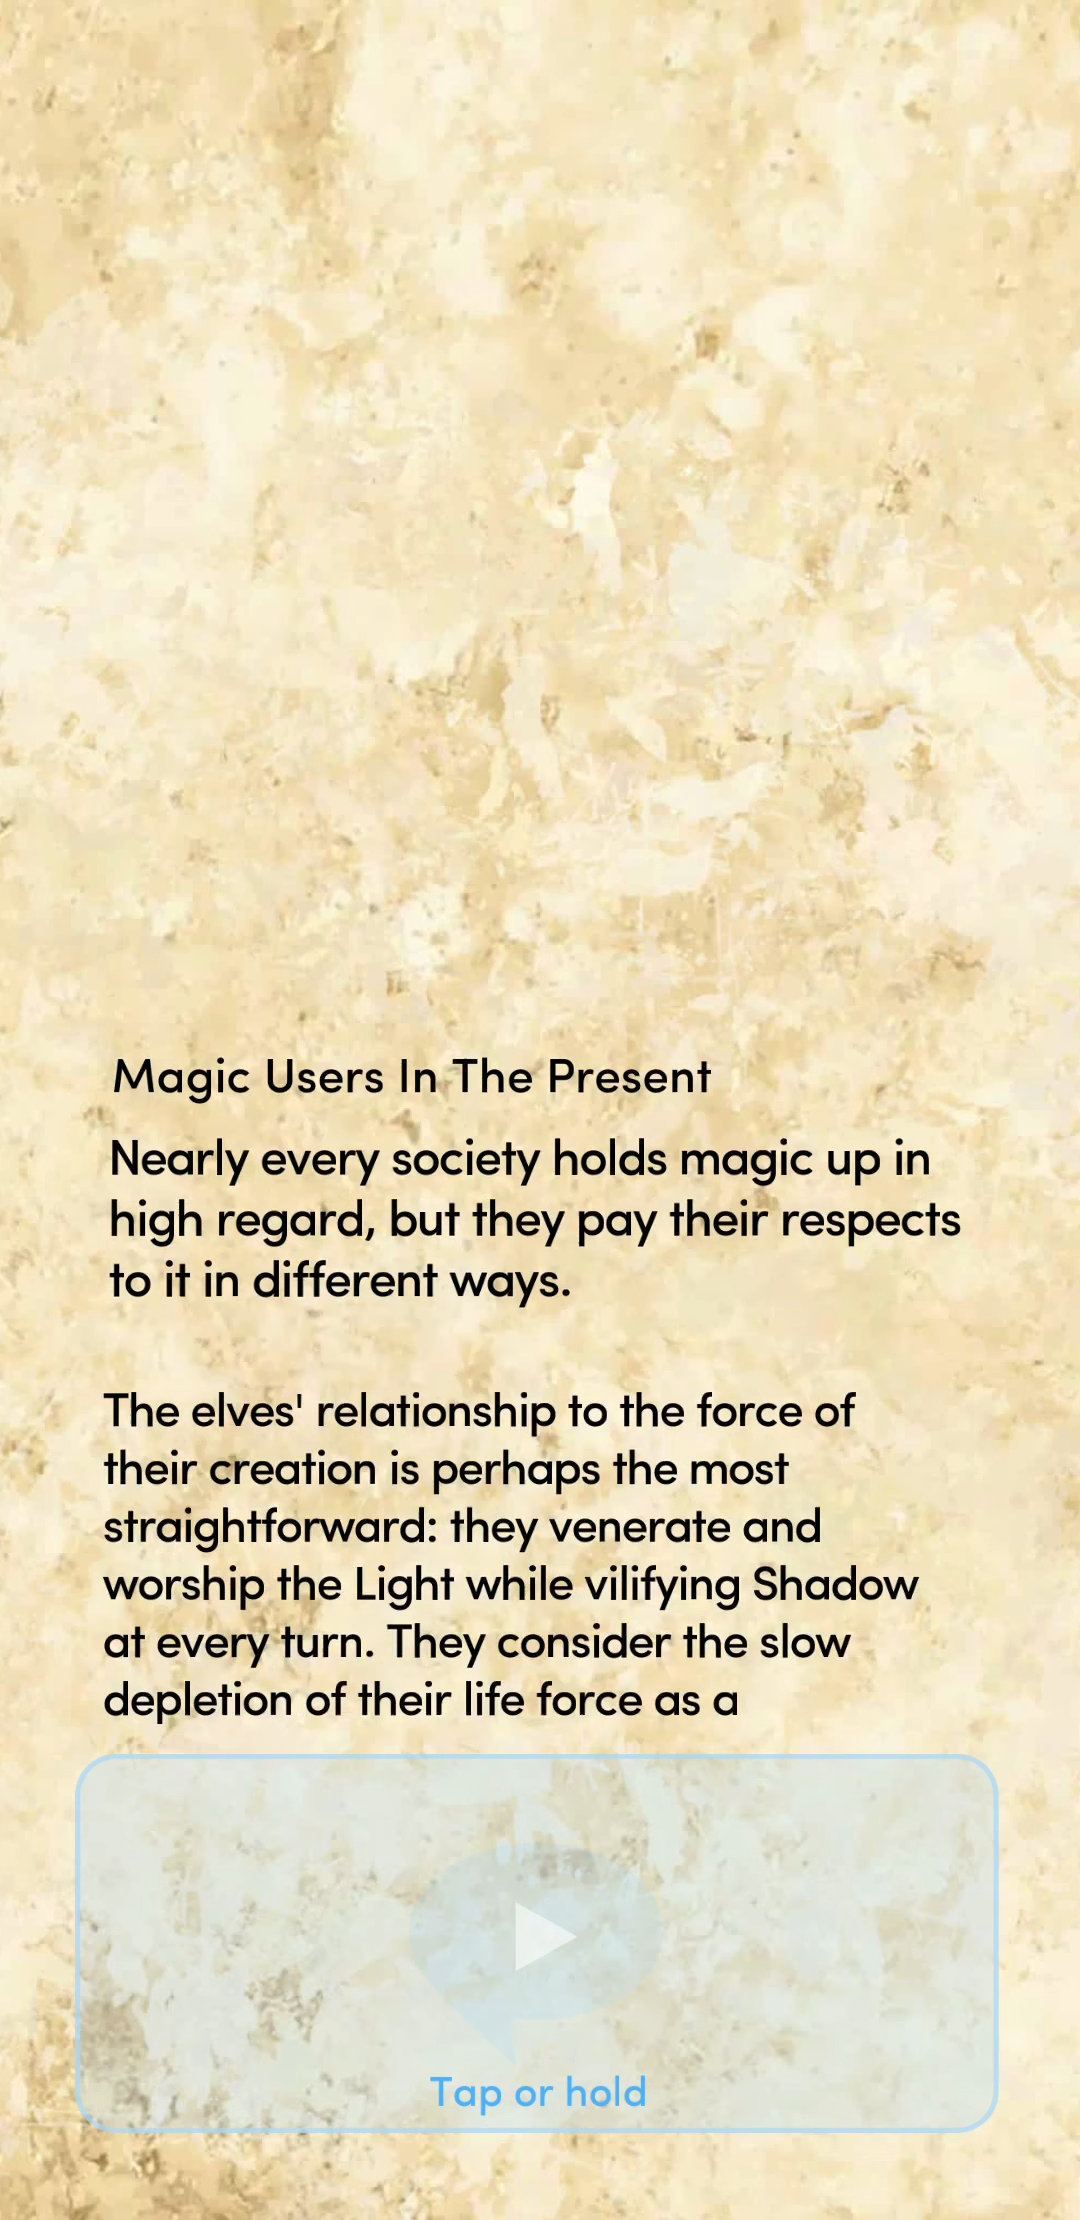 Magic Users In The Present
Nearly every society holds magic up in
high regard, but they pay their respects
to it in different ways.
The elves' relationship to the force of
their creation is perhaps the most
straightforward: they venerate and
worship the Light while vilifying Shadow
at every turn. They consider the slow
depletion of their life force as a
Tap or hold